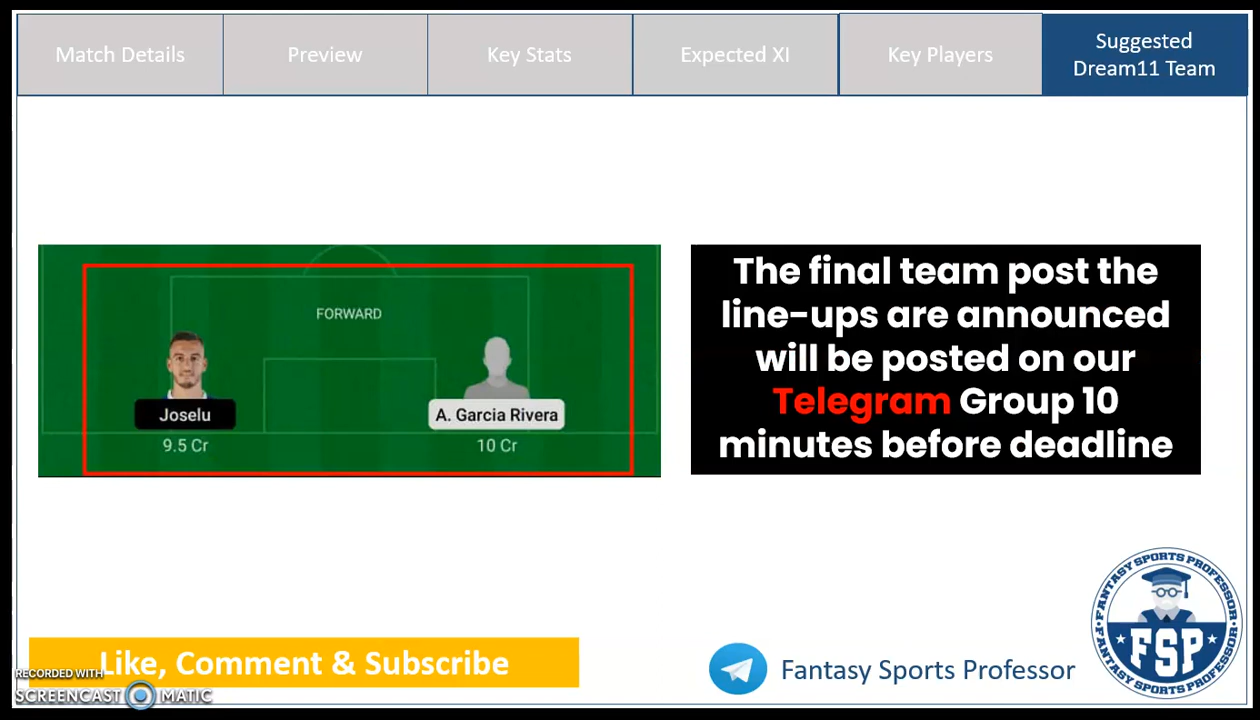 Match Details
Preview
Key Stats
Expected XI
Key Players
Suggested
Dream11 Team
FORWARD
Joselu
9.5 Cr
A. Garcia Rivera
10 Cr
The final team post the
line-ups are announced
will be posted on our
Telegram Group 10
minutes before deadline
Like, Comment & Subscribe
RECORDED WITH
SCREENCAST MATIC
Fantasy Sports Professor
FANTASY SPORTS PROFESSOR
FSP
FANTASY SPORTS PROFESSOR